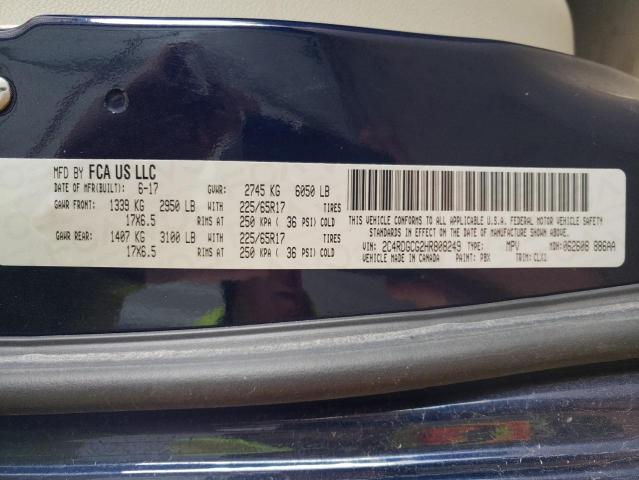 MFD BY FCA US LLC
DATE OF MFR(BUILT): 6-17 GVWR: 2745 KG 6050 LB
GAWR FRONT: 1339 KG 2950 LB WITH 225/65R17
17X6.5 RIMS AT 250 KPA ( 36 PSI) COLD
GAWR REAR: 1407 KG 3100 LB WITH 225/65R17
17X6.5 RIMS AT 250 KPA ( 36 PSI) COLD
THIS VEHICLE CONFORMS TO ALL APPLICABLE U.S.A. FEDERAL MOTOR VEHICLE SAFETY
STANDARDS IN EFFECT ON THE DATE OF MANUFACTURE SHOWN ABOVE.
VIN: 2C4RDGCG2HR808249 TYPE: MPV MDH: 062608 886AA
VEHICLE MADE IN CANADA PAINT: PBX TRIM: